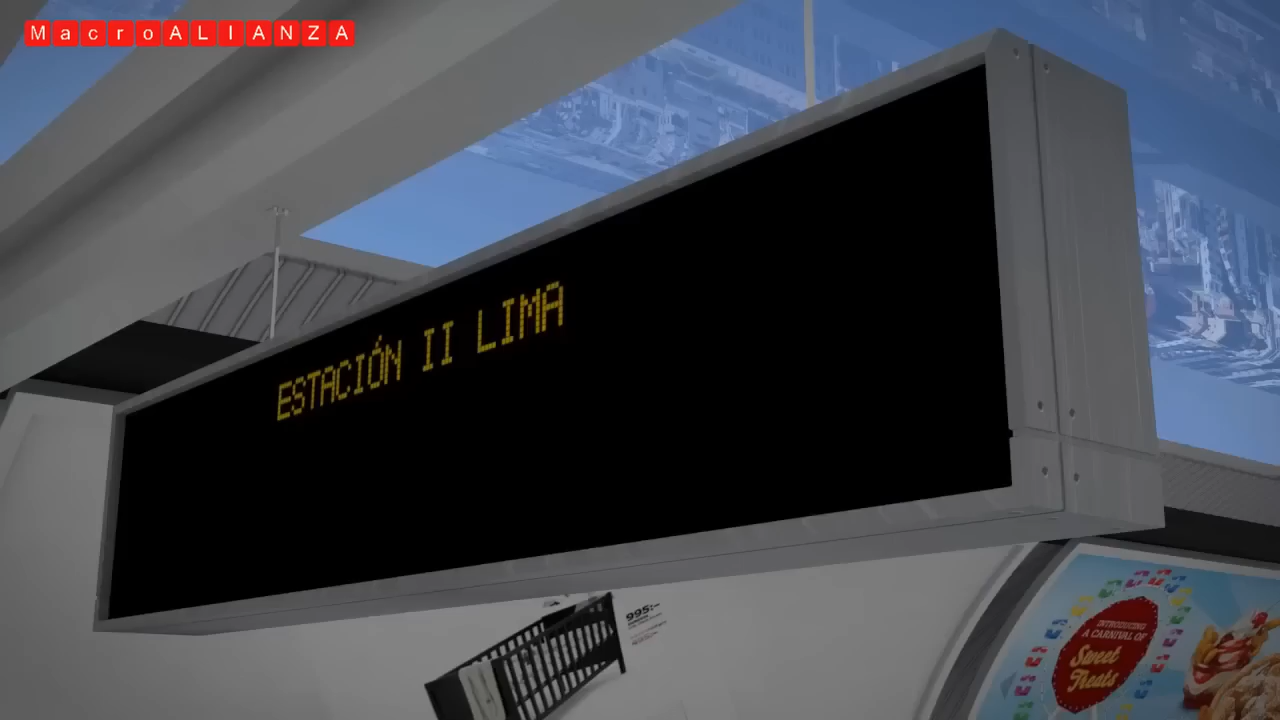 MacroALIANZA
ESTACIÓN II LIMA
995:-
INTRODUCING
A CARNIVAL OF
Sweet
Treats